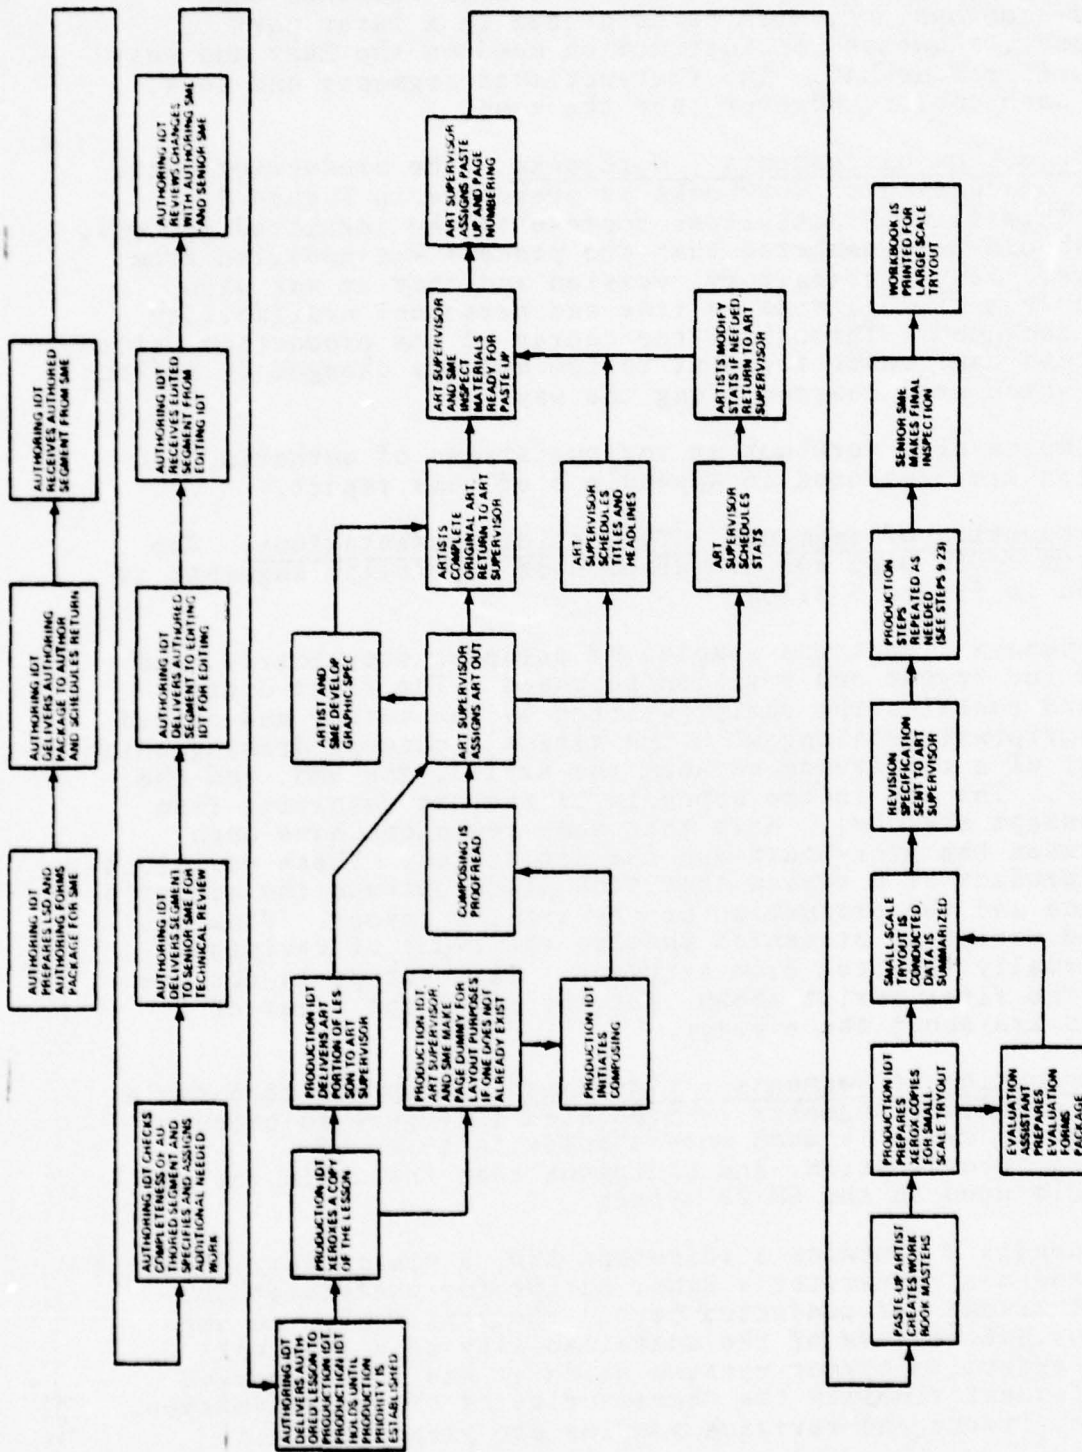 AUTHORING IDT
PREPARES LSD AND
AUTHORING FORMS
PACKAGE FOR SME
AUTHORING IDT
DELIVERS AUTHORING
PACKAGE TO AUTHOR
AND SCHEDULES RETURN
AUTHORING IDT
RECEIVES AUTHORED
SEGMENT FROM SME
AUTHORING IDT CHECKS
COMPLETENESS OF AU
THORED SEGMENT AND
SPECIFIES AND ASSIGNS
ADDITIONAL NEEDED
WORK
AUTHORING IDT
DELIVERS SEGMENT
TO SENIOR SME FOR
TECHNICAL REVIEW
AUTHORING IDT
DELIVERS AUTHORED
SEGMENT TO EDITING
IDT FOR EDITING
AUTHORING IDT
RECEIVES EDITED
SEGMENT FROM
EDITING IDT
AUTHORING IDT
REVIEWS CHANGES
WITH AUTHORING SME
AND SENIOR SME
AUTHORING IDT
DELIVERS AUTH
ORED LESSON TO
PRODUCTION IDT
PRODUCTION IDT
HOLDS UNTIL
PRODUCTION
PRIORITY IS
ESTABLISHED
PRODUCTION IDT
XEROXES A COPY
OF THE LESSON
PRODUCTION IDT
DELIVERS ART
PORTION OF LES
SON TO ART
SUPERVISOR
PRODUCTION IDT,
ART SUPERVISOR,
AND SME MAKE
PAGE DUMMY FOR
LAYOUT PURPOSES
IF ONE DOES NOT
ALREADY EXIST
PRODUCTION IDT
INITIATES
COMPOSING
COMPOSING IS
PROOFREAD
ARTIST AND
SME DEVELOP
GRAPHIC SPEC
ART SUPERVISOR
ASSIGNS ART OUT
ARTISTS
COMPLETE
ORIGINAL ART
RETURN TO ART
SUPERVISOR
ART
SUPERVISOR
SCHEDULES
TITLES AND
HEADLINES
ART
SUPERVISOR
SCHEDULES
STATS
ART SUPERVISOR
AND SME
INSPECT
MATERIALS
READY FOR
PASTE UP
ARTISTS MODIFY
STATS IF NEEDED
RETURN TO ART
SUPERVISOR
ART SUPERVISOR
ASSIGNS PASTE
UP AND PAGE
NUMBERING
PASTE UP ARTIST
CREATES WORK
BOOK MASTERS
PRODUCTION IDT
PREPARES
XEROX COPIES
FOR SMALL
SCALE TRYOUT
EVALUATION
ASSISTANT
PREPARES
EVALUATION
FORMS
PACKAGE
SMALL-SCALE
TRYOUT IS
CONDUCTED
DATA IS
SUMMARIZED
REVISION
SPECIFICATION
SENT TO ART
SUPERVISOR
PRODUCTION
STEPS
REPEATED AS
NEEDED
(SEE STEPS 9 23)
SENIOR SME
MAKES FINAL
INSPECTION
WORKBOOK IS
PRINTED FOR
LARGE SCALE
TRYOUT